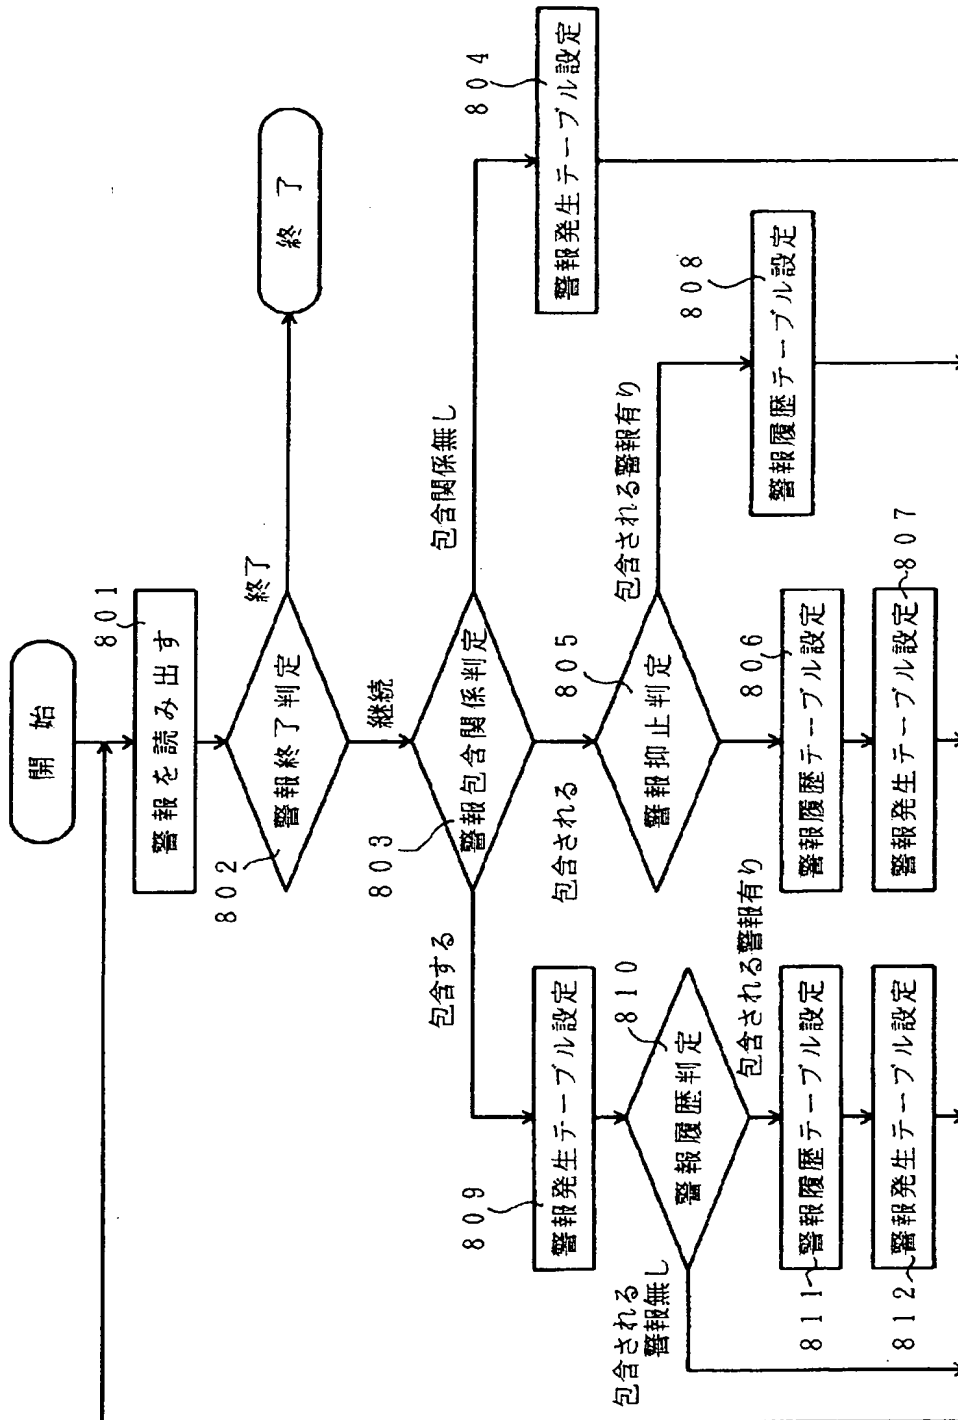 開 始
801
警報を読み出す
802
警報終了判定
終了
終 了
継続
803
警報包含関係判定
包含関係無し
804
警報発生テーブル設定
包含される
805
警報抑止判定
包含される警報有り
808
警報履歴テーブル設定
806
警報履歴テーブル設定
807
警報発生テーブル設定
包含する
809
警報発生テーブル設定
810
警報履歴判定
包含される警報有り
包含される
警報無し
811
警報履歴テーブル設定
812
警報発生テーブル設定